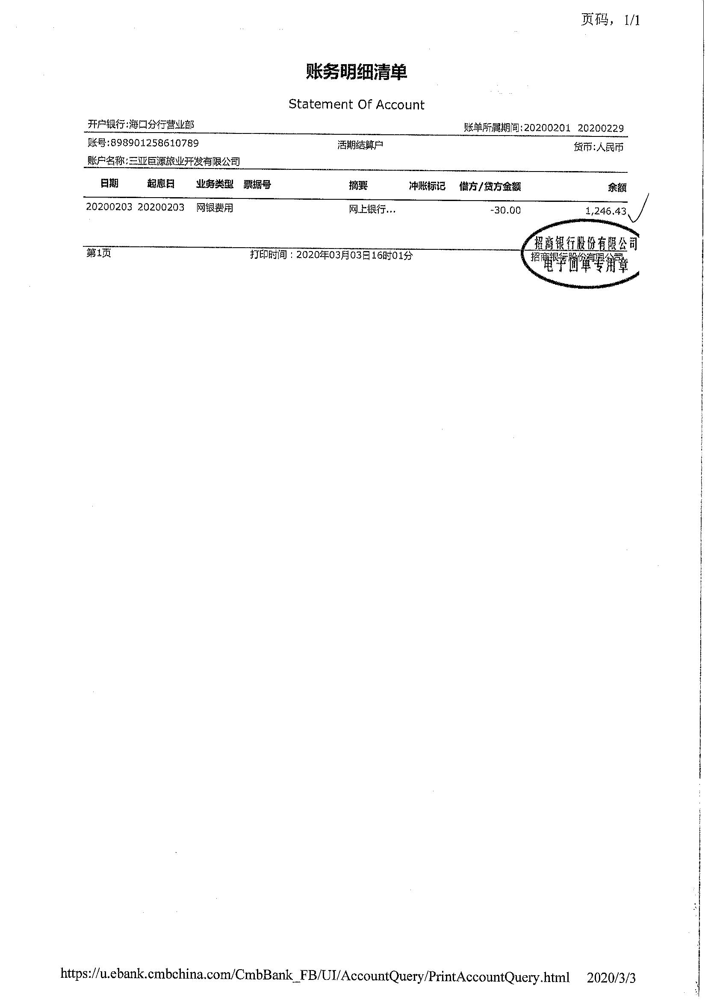 页码，1/1
账务明细清单
Statement Of Account
开户银行:海口分行营业部 账单所属期间:20200201 20200229
账号:898901258610789 活期结算户 货币:人民币
账户名称:三亚巨源旅业开发有限公司
日期 起息日 业务类型 票据号 摘要 冲账标记 借方/贷方金额 余额
20200203 20200203 网银费用 网上银行... -30.00 1,246.43
招商银行股份有限公司
第1页 打印时间：2020年03月03日16时01分 招商银行股份有限公司
电子回单专用章
https://u.ebank.cmbchina.com/CmbBank_FB/UI/AccountQuery/PrintAccountQuery.html 2020/3/3